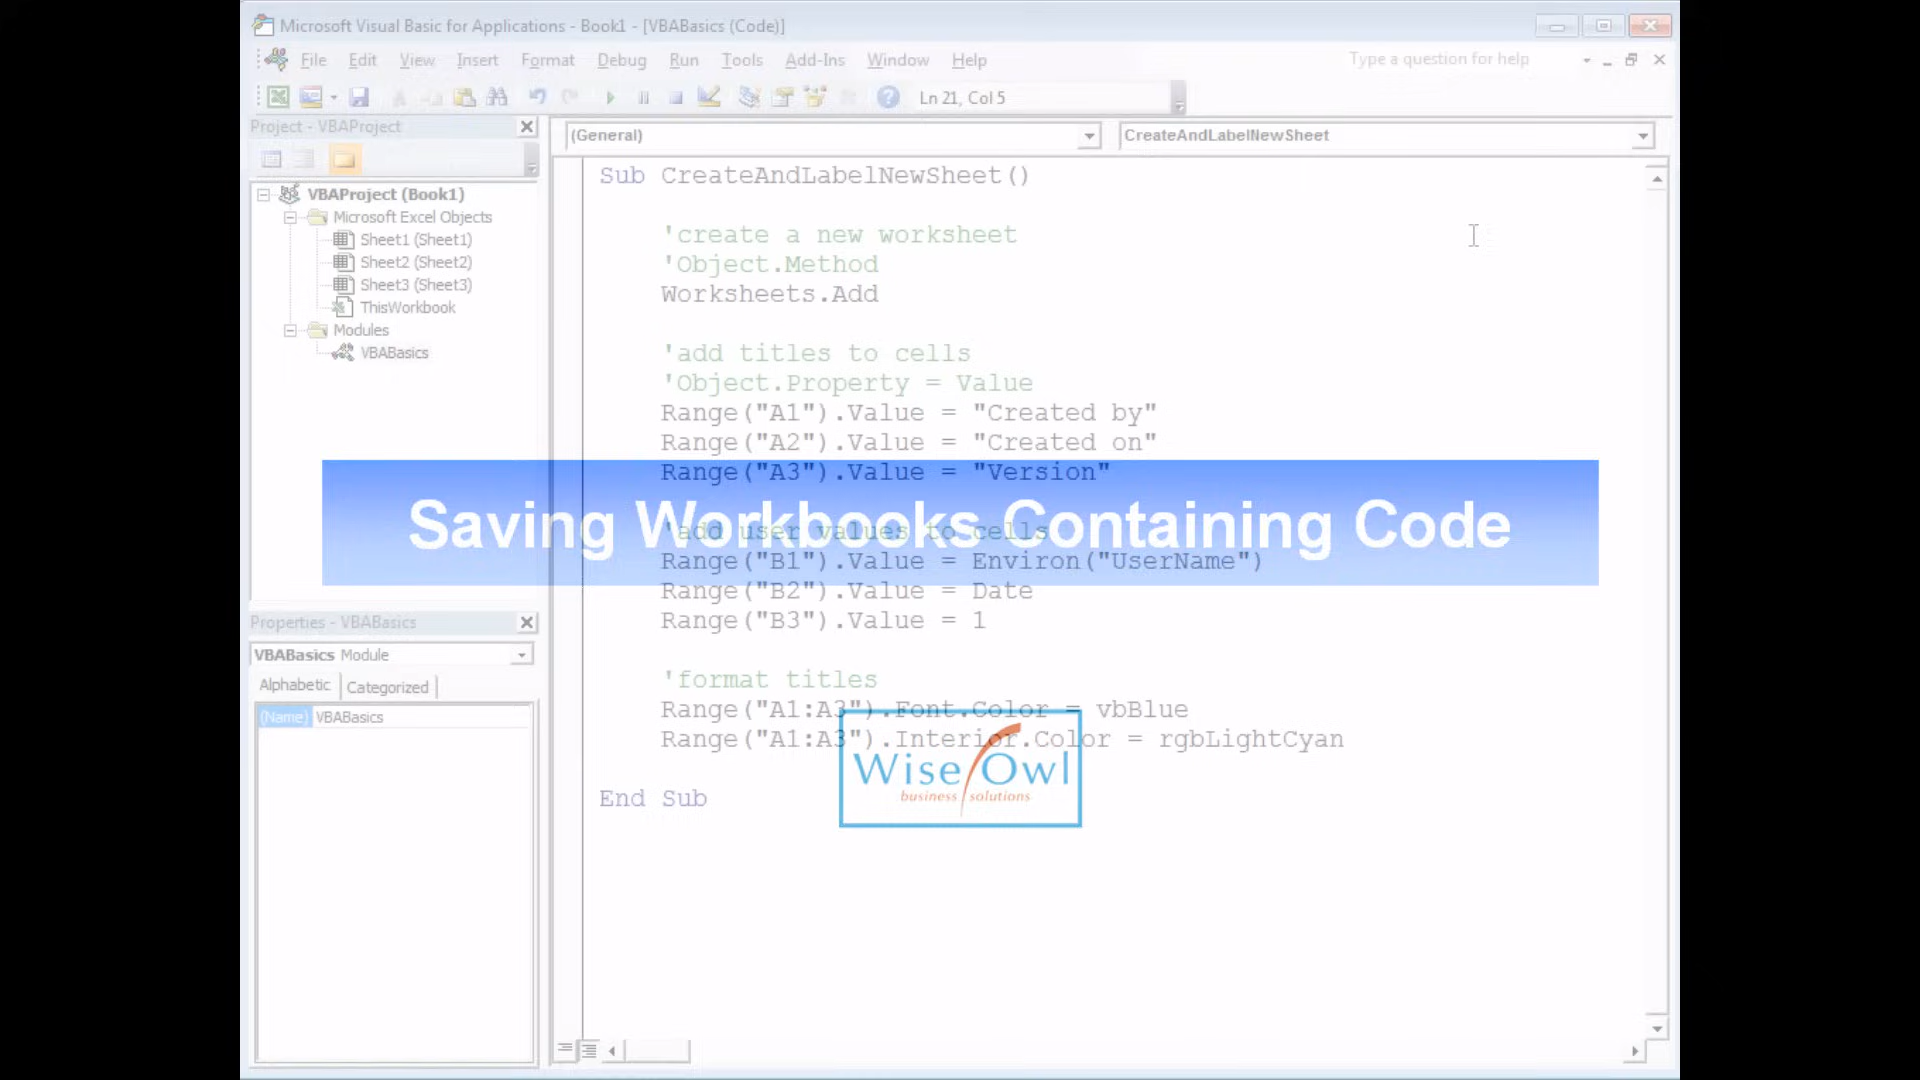 Microsoft Visual Basic for Applications - Book1 - [VBABasics (Code)]
File Edit View Insert Format Debug Run Tools Add-Ins Window Help
Type a question for help
Ln 21, Col 5
Project - VBAProject
(General)
CreateAndLabelNewSheet
VBAProject (Book1)
Microsoft Excel Objects
Sheet1 (Sheet1)
Sheet2 (Sheet2)
Sheet3 (Sheet3)
ThisWorkbook
Modules
VBABasics
Properties - VBABasics
VBABasics Module
Alphabetic Categorized
(Name) VBABasics
Sub CreateAndLabelNewSheet()
'create a new worksheet
'Object.Method
Worksheets.Add
'add titles to cells
'Object.Property = Value
Range("A1").Value = "Created by"
Range("A2").Value = "Created on"
Range("A3").Value = "Version"
Saving Workbooks Containing Code
'add user values to cells
Range("B1").Value = Environ("UserName")
Range("B2").Value = Date
Range("B3").Value = 1
'format titles
Range("A1:A3").Font.Color = vbBlue
Range("A1:A3").Interior.Color = rgbLightCyan
Wise Owl
business solutions
End Sub